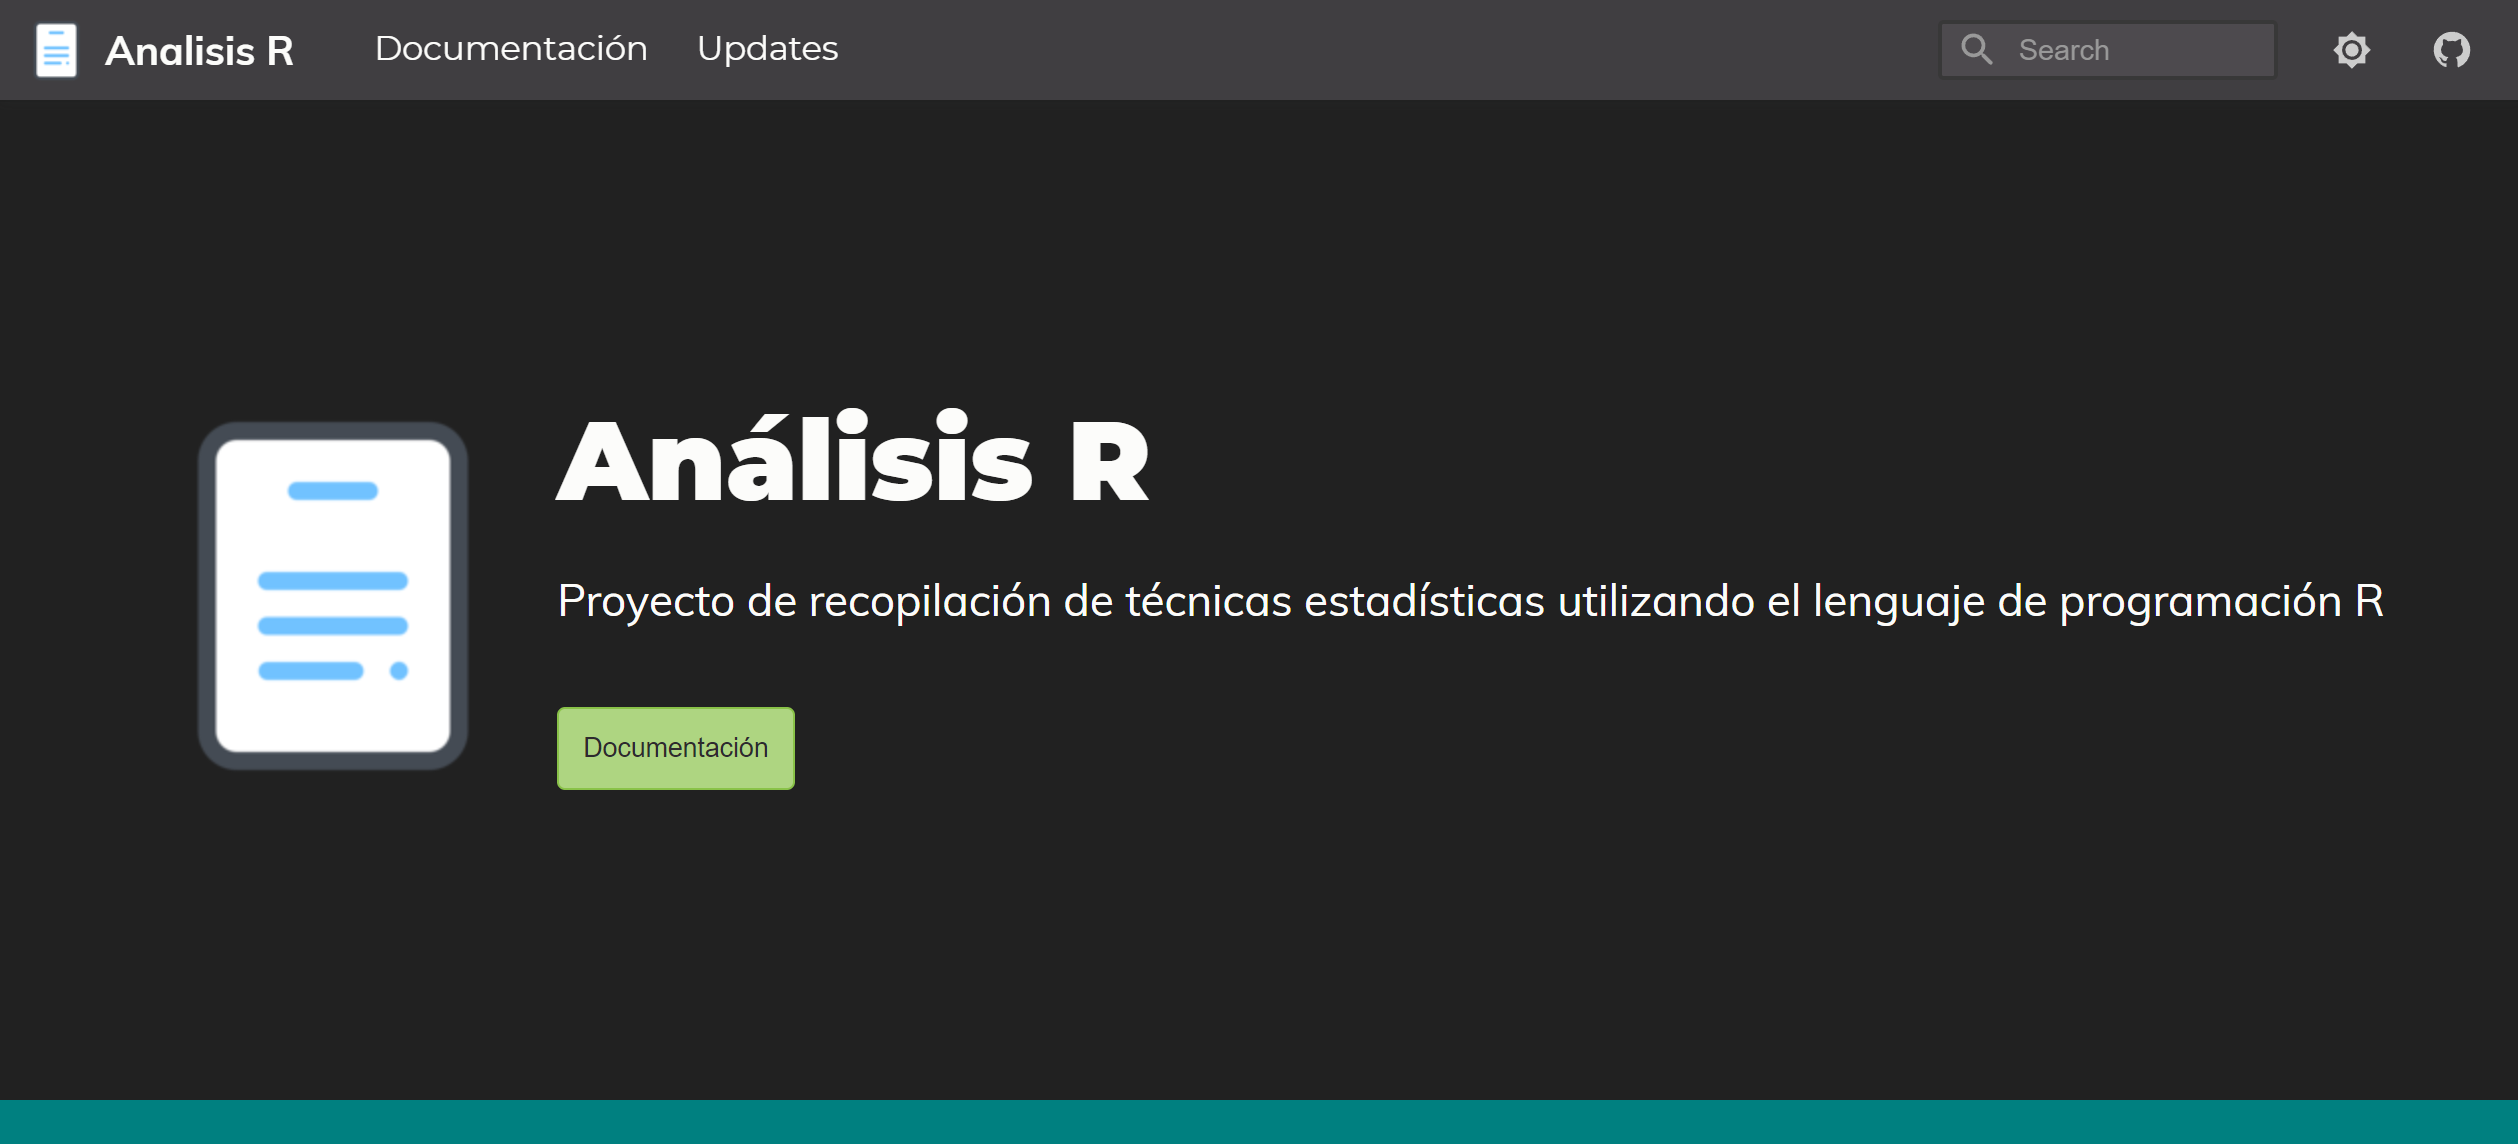 Analisis R
Documentación
Updates
Search
Análisis R
Proyecto de recopilación de técnicas estadísticas utilizando el lenguaje de programación R
Documentación